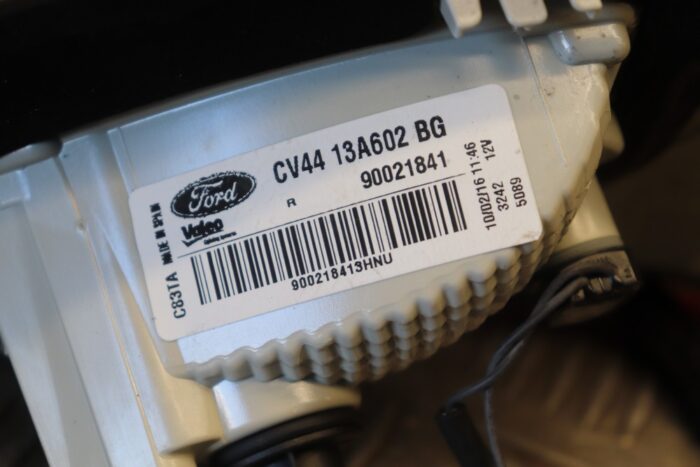 CV44 13A602 BG
Ford
90021841
R
Valeo
900218413HNU
C83TA MADE IN SPAIN
10/02/16 11:46
3242 12V
5089